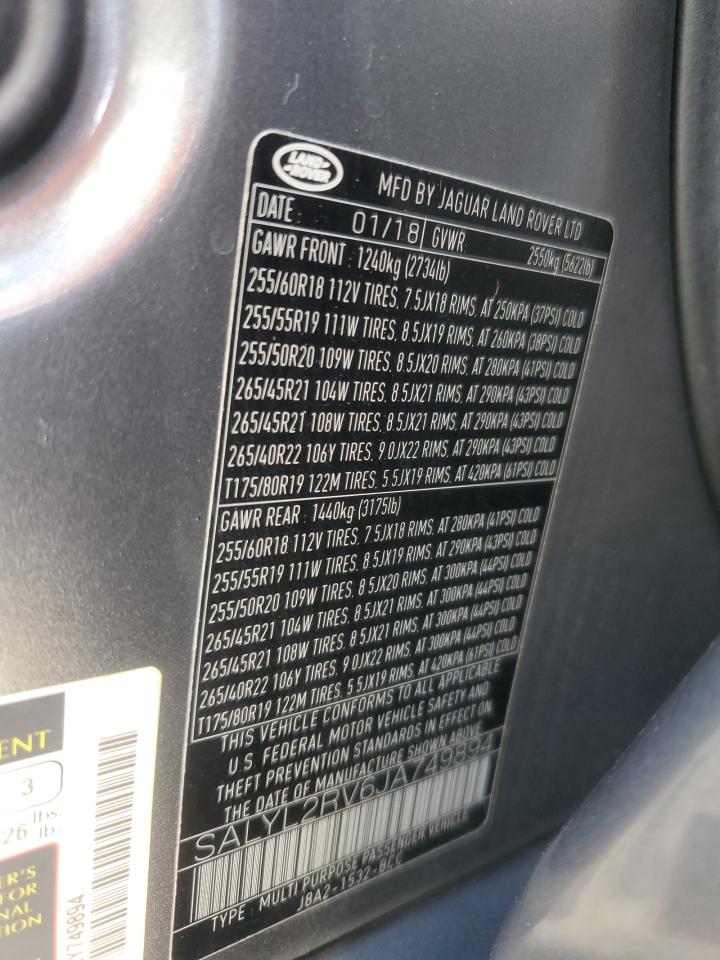 LAND
ROVER
MFD BY JAGUAR LAND ROVER LTD
DATE: 01/18 GVWR: 2550kg (5622lb)
GAWR FRONT : 1240kg (2734lb)
255/60R18 112V TIRES, 7.5JX18 RIMS, AT 250KPA (37PSI) COLD
255/55R19 111W TIRES, 8.5JX19 RIMS, AT 260KPA (38PSI) COLD
255/50R20 109W TIRES, 8.5JX20 RIMS, AT 280KPA (41PSI) COLD
265/45R21 104W TIRES, 8.5JX21 RIMS, AT 290KPA (43PSI) COLD
265/45R21 108W TIRES, 8.5JX21 RIMS, AT 290KPA (43PSI) COLD
265/40R22 106Y TIRES, 9.0JX22 RIMS, AT 290KPA (43PSI) COLD
T175/80R19 122M TIRES, 5.5JX19 RIMS, AT 420KPA (61PSI) COLD
GAWR REAR : 1440kg (3175lb)
255/60R18 112V TIRES, 7.5JX18 RIMS, AT 280KPA (41PSI) COLD
255/55R19 111W TIRES, 8.5JX19 RIMS, AT 290KPA (43PSI) COLD
255/50R20 109W TIRES, 8.5JX20 RIMS, AT 300KPA (44PSI) COLD
265/45R21 104W TIRES, 8.5JX21 RIMS, AT 300KPA (44PSI) COLD
265/45R21 108W TIRES, 8.5JX21 RIMS, AT 300KPA (44PSI) COLD
265/40R22 106Y TIRES, 9.0JX22 RIMS, AT 300KPA (44PSI) COLD
T175/80R19 122M TIRES, 5.5JX19 RIMS, AT 420KPA (61PSI) COLD
THIS VEHICLE CONFORMS TO ALL APPLICABLE
U.S. FEDERAL MOTOR VEHICLE SAFETY AND
THEFT PREVENTION STANDARDS IN EFFECT ON
THE DATE OF MANUFACTURE SHOWN ABOVE
SALYL2RV6JA749894
TYPE : MULTI PURPOSE PASSENGER VEHICLE
J8A2-1532-BEC
ENT
3
lbs.
26 lb.
ER'S
FOR
NAL
TION
Y749894